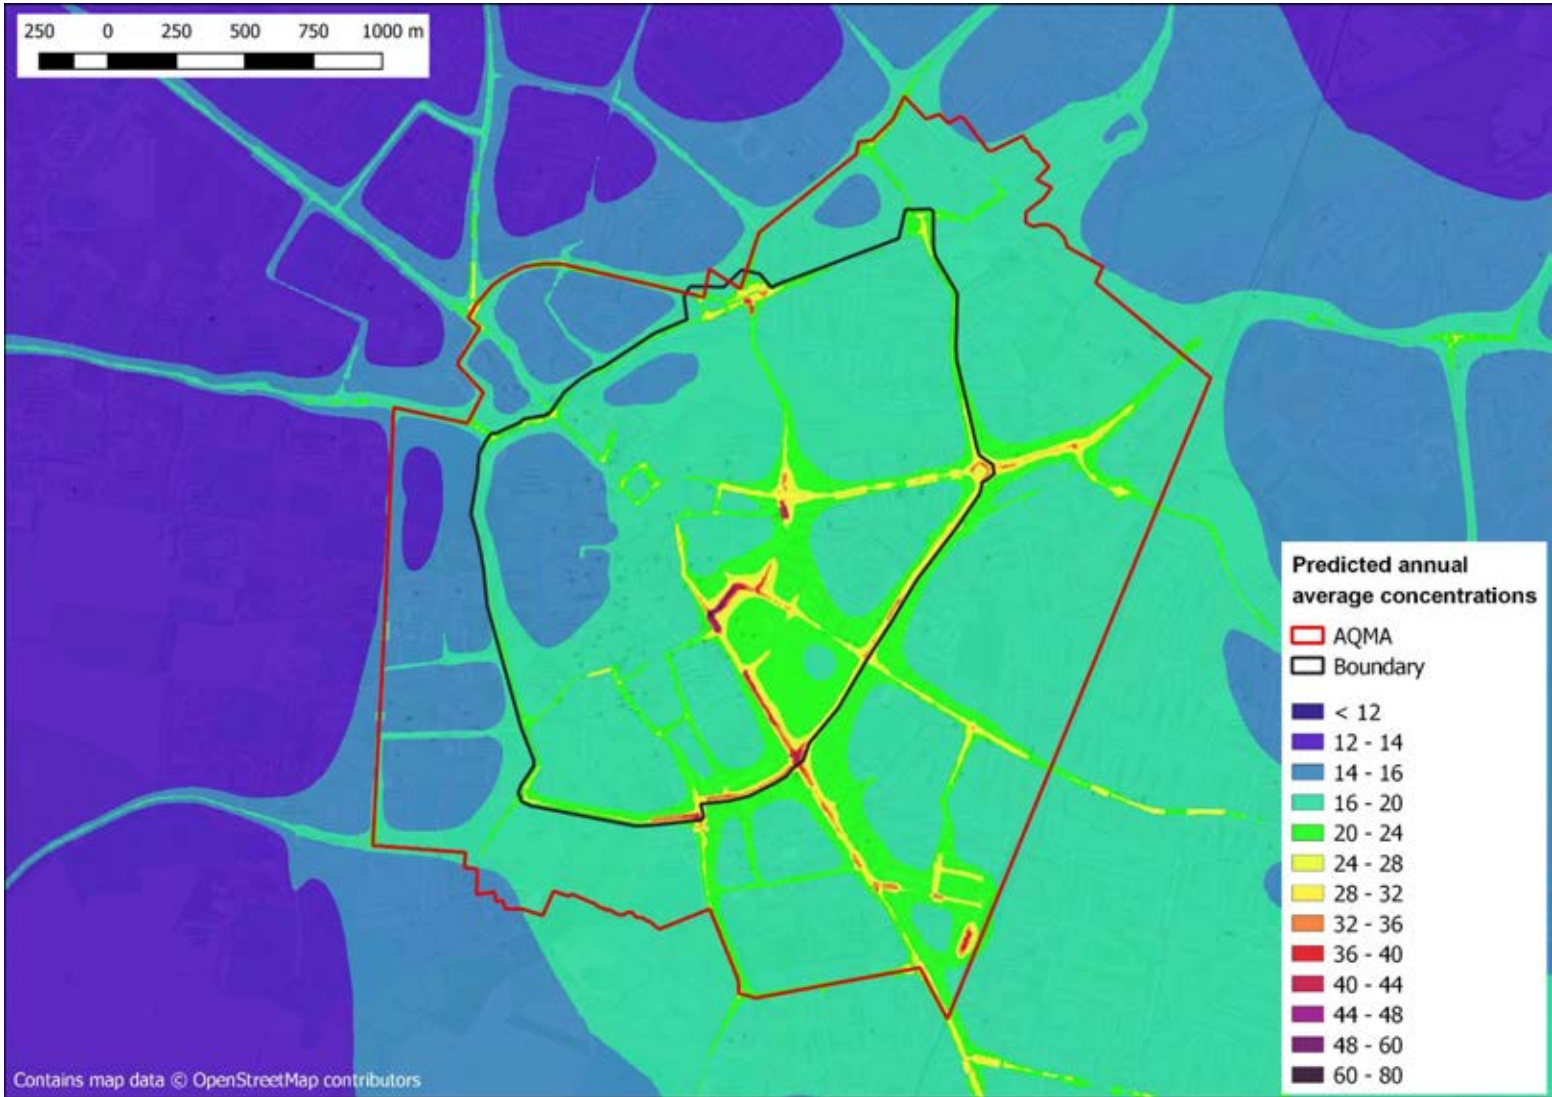 250 0 250 500 750 1000 m
Predicted annual
average concentrations
AQMA
Boundary
< 12
12 - 14
14 - 16
16 - 20
20 - 24
24 - 28
28 - 32
32 - 36
36 - 40
40 - 44
44 - 48
48 - 60
60 - 80
Contains map data © OpenStreetMap contributors